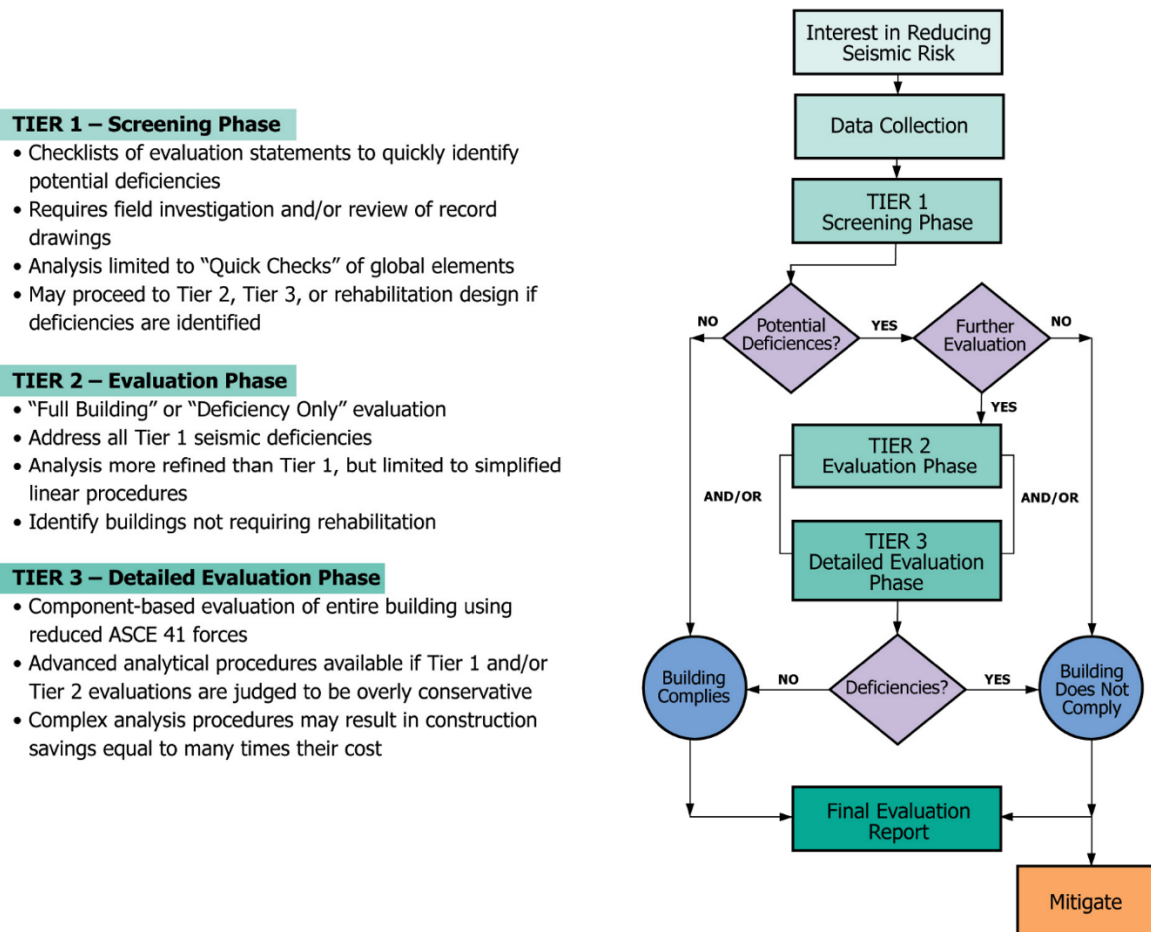 TIER 1 – Screening Phase
• Checklists of evaluation statements to quickly identify
potential deficiencies
• Requires field investigation and/or review of record
drawings
• Analysis limited to “Quick Checks” of global elements
• May proceed to Tier 2, Tier 3, or rehabilitation design if
deficiencies are identified
TIER 2 – Evaluation Phase
• “Full Building” or “Deficiency Only” evaluation
• Address all Tier 1 seismic deficiencies
• Analysis more refined than Tier 1, but limited to simplified
linear procedures
• Identify buildings not requiring rehabilitation
TIER 3 – Detailed Evaluation Phase
• Component-based evaluation of entire building using
reduced ASCE 41 forces
• Advanced analytical procedures available if Tier 1 and/or
Tier 2 evaluations are judged to be overly conservative
• Complex analysis procedures may result in construction
savings equal to many times their cost
Interest in Reducing
Seismic Risk
Data Collection
TIER 1
Screening Phase
NO
Potential
Deficiences?
YES
Further
Evaluation
NO
YES
TIER 2
Evaluation Phase
AND/OR
AND/OR
TIER 3
Detailed Evaluation
Phase
Building
Complies
NO
Deficiencies?
YES
Building
Does Not
Comply
Final Evaluation
Report
Mitigate